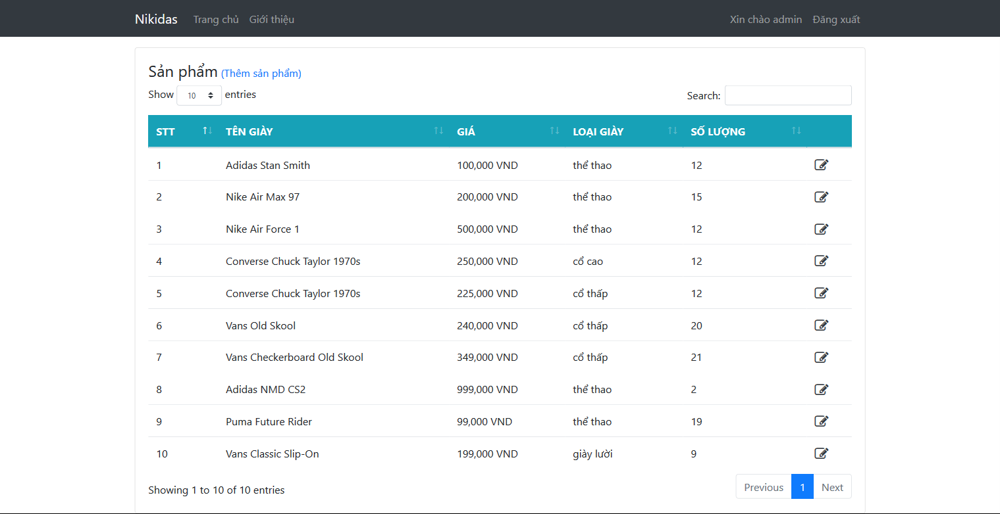 Nikidas Trang chủ Giới thiệu Xin chào admin Đăng xuất
Sản phẩm (Thêm sản phẩm)
Show 10 entries Search:
STT TÊN GIÀY GIÁ LOẠI GIÀY SỐ LƯỢNG
1 Adidas Stan Smith 100,000 VND thể thao 12
2 Nike Air Max 97 200,000 VND thể thao 15
3 Nike Air Force 1 500,000 VND thể thao 12
4 Converse Chuck Taylor 1970s 250,000 VND cổ cao 12
5 Converse Chuck Taylor 1970s 225,000 VND cổ thấp 12
6 Vans Old Skool 240,000 VND cổ thấp 20
7 Vans Checkerboard Old Skool 349,000 VND cổ thấp 21
8 Adidas NMD CS2 999,000 VND thể thao 2
9 Puma Future Rider 99,000 VND thể thao 19
10 Vans Classic Slip-On 199,000 VND giày lười 9
Showing 1 to 10 of 10 entries Previous 1 Next